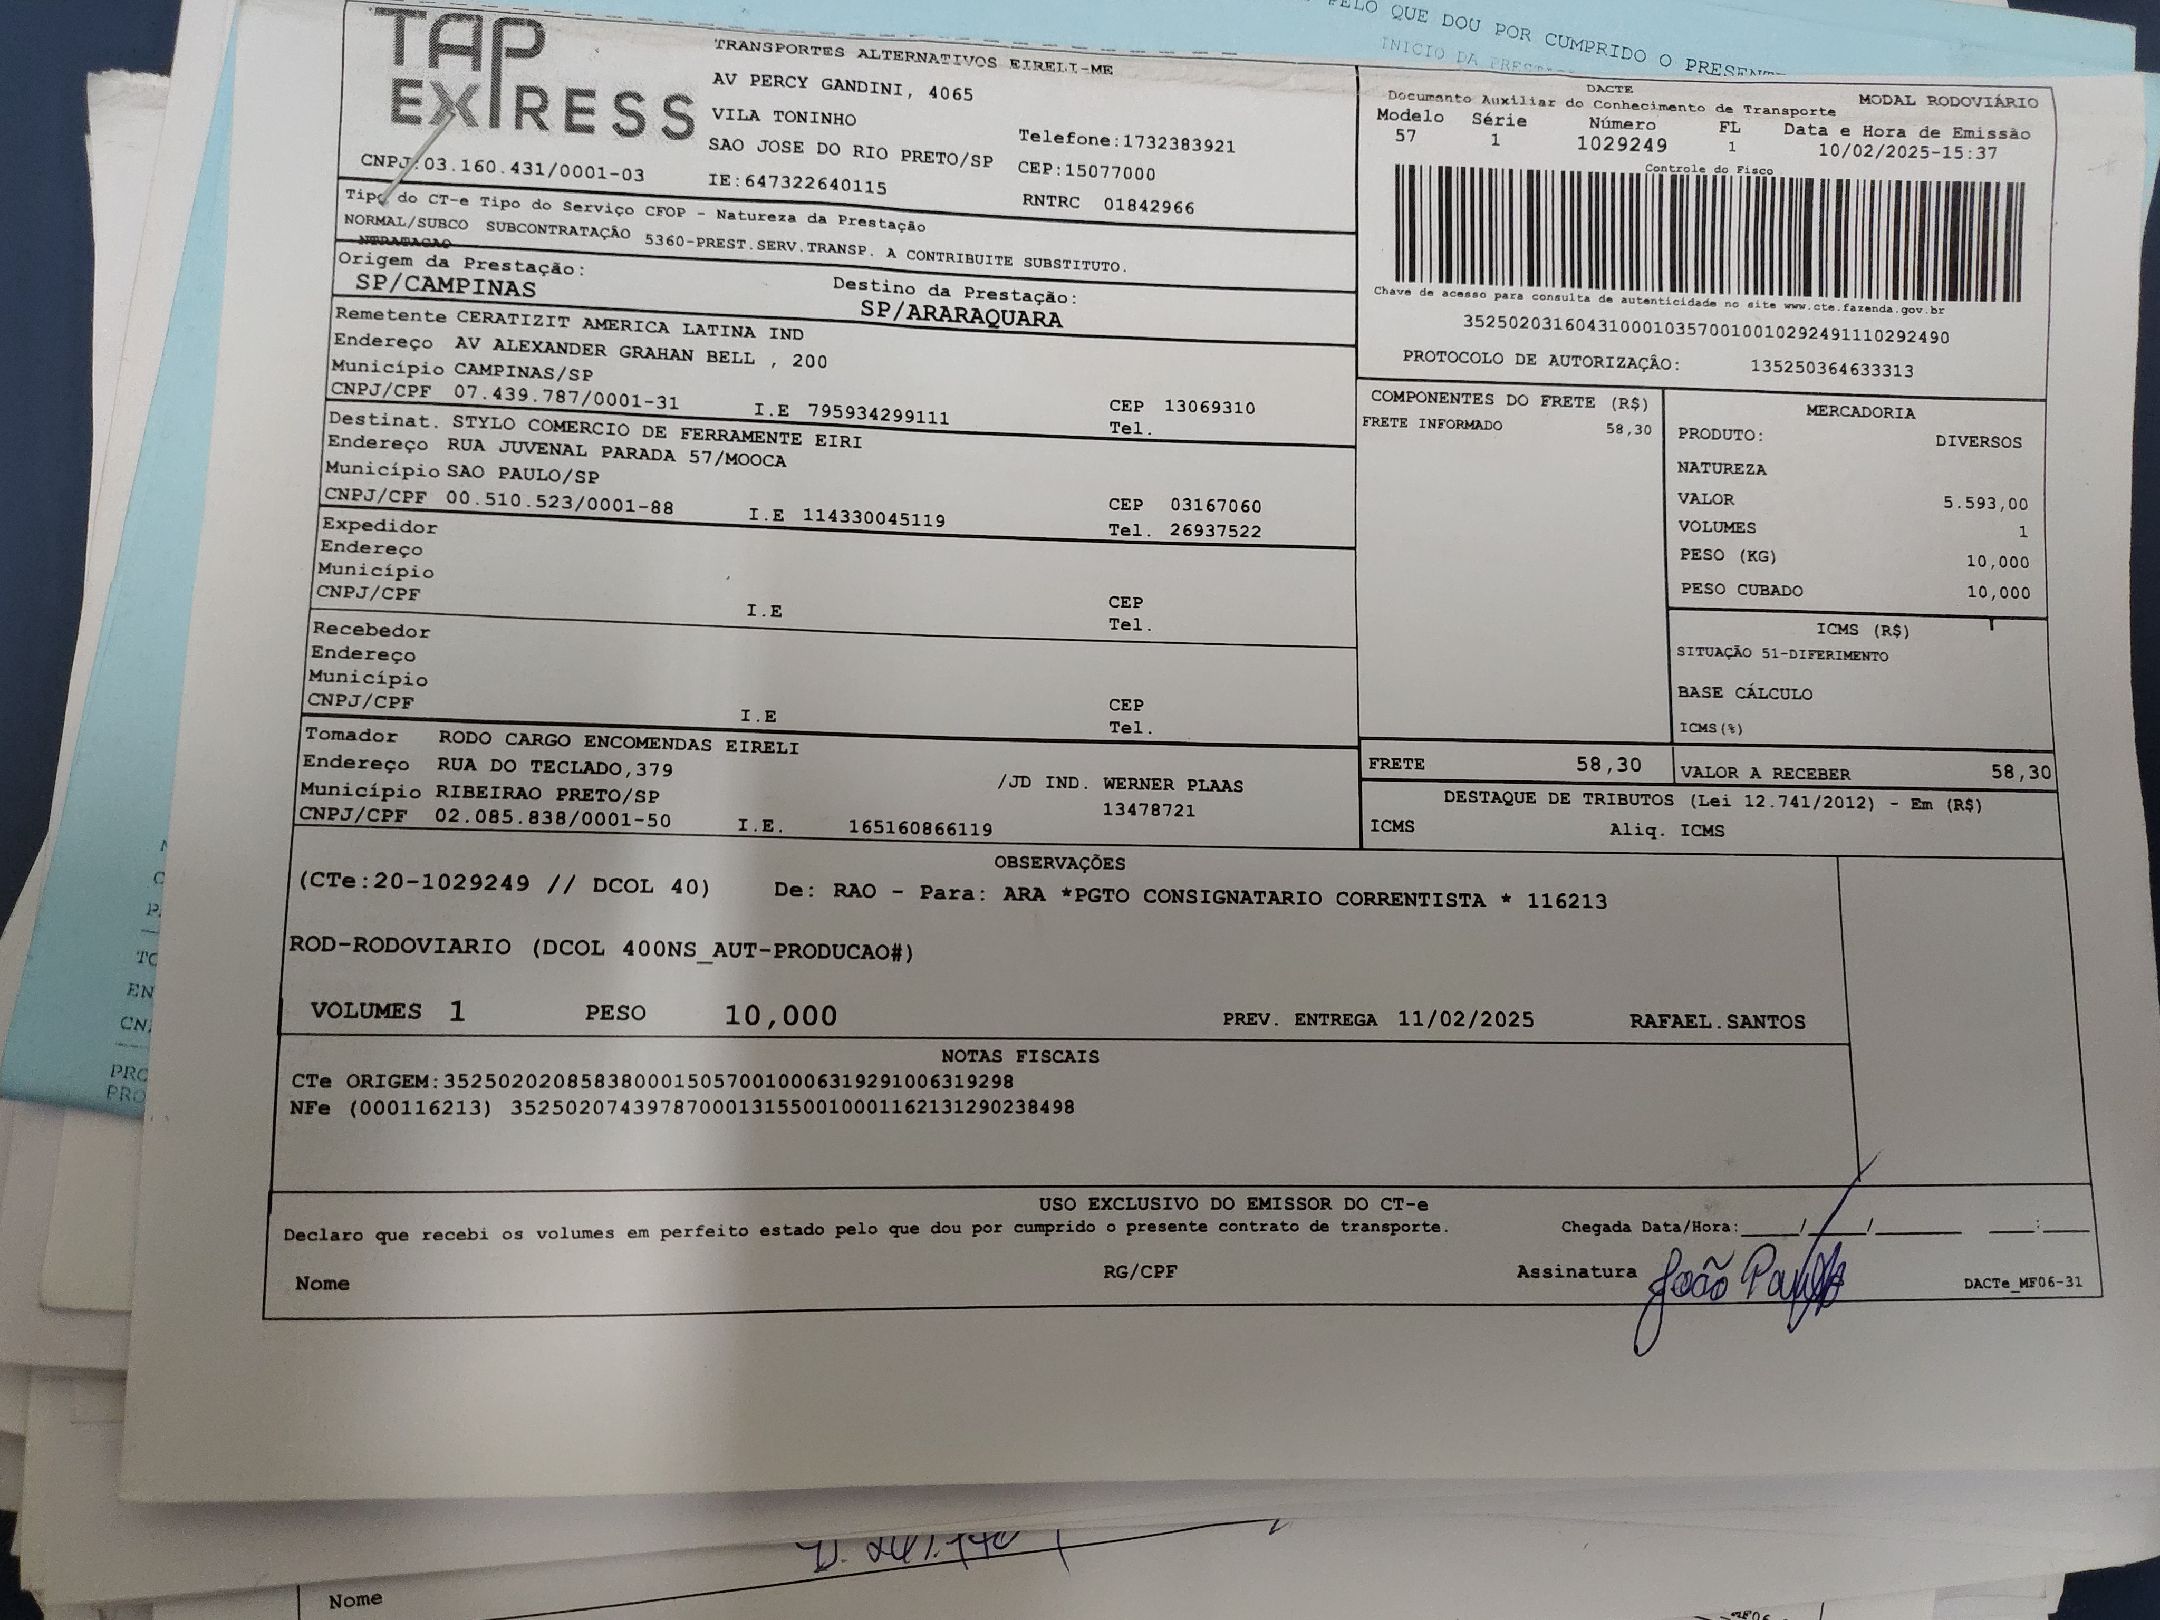 PELO QUE DOU POR CUMPRIDO O PRESENTE
INICIO DA
TAP
EXPRESS
TRANSPORTES ALTERNATIVOS EIRELI-ME
AV PERCY GANDINI, 4065
VILA TONINHO
SAO JOSE DO RIO PRETO/SP
IE:647322640115
Telefone:1732383921
CEP:15077000
RNTRC 01842966
CNPJ:03.160.431/0001-03
DACTE
Documento Auxiliar do Conhecimento de Transporte
MODAL RODOVIÁRIO
Modelo Série Número FL Data e Hora de Emissão
57 1 1029249 1 10/02/2025-15:37
Controle do Fisco
Chave de acesso para consulta de autenticidade no site www.cte.fazenda.gov.br
35250203160431000103570010010292491110292490
PROTOCOLO DE AUTORIZAÇÃO: 135250364633313
Tipo do CT-e Tipo do Serviço CFOP - Natureza da Prestação
NORMAL/SUBCO SUBCONTRATAÇÃO 5360-PREST.SERV.TRANSP. A CONTRIBUITE SUBSTITUTO.
NTRATACAO
Origem da Prestação:
SP/CAMPINAS
Destino da Prestação:
SP/ARARAQUARA
Remetente CERATIZIT AMERICA LATINA IND
Endereço AV ALEXANDER GRAHAN BELL , 200
Município CAMPINAS/SP
CNPJ/CPF 07.439.787/0001-31 I.E 795934299111
CEP 13069310
Tel.
Destinat. STYLO COMERCIO DE FERRAMENTE EIRI
Endereço RUA JUVENAL PARADA 57/MOOCA
Município SAO PAULO/SP
CNPJ/CPF 00.510.523/0001-88 I.E 114330045119
CEP 03167060
Tel. 26937522
Expedidor
Endereço
Município
CNPJ/CPF I.E
CEP
Tel.
Recebedor
Endereço
Município
CNPJ/CPF I.E
CEP
Tel.
Tomador RODO CARGO ENCOMENDAS EIRELI
Endereço RUA DO TECLADO,379 /JD IND. WERNER PLAAS
Município RIBEIRAO PRETO/SP 13478721
CNPJ/CPF 02.085.838/0001-50 I.E. 165160866119
COMPONENTES DO FRETE (R$)
FRETE INFORMADO 58,30
MERCADORIA
PRODUTO: DIVERSOS
NATUREZA
VALOR 5.593,00
VOLUMES 1
PESO (KG) 10,000
PESO CUBADO 10,000
ICMS (R$)
SITUAÇÃO 51-DIFERIMENTO
BASE CÁLCULO
ICMS(%)
FRETE 58,30
VALOR A RECEBER 58,30
DESTAQUE DE TRIBUTOS (Lei 12.741/2012) - Em (R$)
ICMS Aliq. ICMS
OBSERVAÇÕES
(CTe:20-1029249 // DCOL 40) De: RAO - Para: ARA *PGTO CONSIGNATARIO CORRENTISTA * 116213
ROD-RODOVIARIO (DCOL 400NS_AUT-PRODUCAO#)
VOLUMES 1 PESO 10,000 PREV. ENTREGA 11/02/2025 RAFAEL.SANTOS
NOTAS FISCAIS
CTe ORIGEM:35250202085838000150570010006319291006319298
NFe (000116213) 35250207439787000131550010001162131290238498
USO EXCLUSIVO DO EMISSOR DO CT-e
Declaro que recebi os volumes em perfeito estado pelo que dou por cumprido o presente contrato de transporte.
Chegada Data/Hora:____/____/______ ___:___
Nome RG/CPF Assinatura João Paulo
DACTe_MF06-31
TO
EN
CN
PRO
PRO
Nome